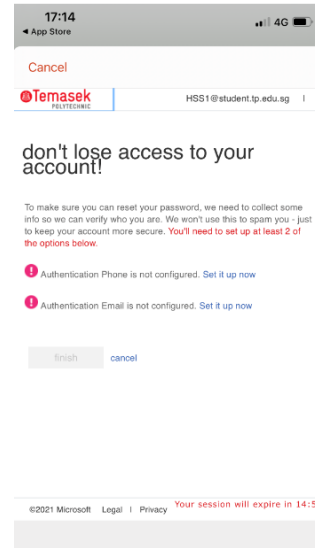 17:14
4G
App Store
Cancel
Temasek
POLYTECHNIC
HSS1@student.tp.edu.sg |
don't lose access to your
account!
To make sure you can reset your password, we need to collect some
info so we can verify who you are. We won't use this to spam you - just
to keep your account more secure. You'll need to set up at least 2 of
the options below.
! Authentication Phone is not configured. Set it up now
! Authentication Email is not configured. Set it up now
finish cancel
©2021 Microsoft Legal | Privacy Your session will expire in 14:5